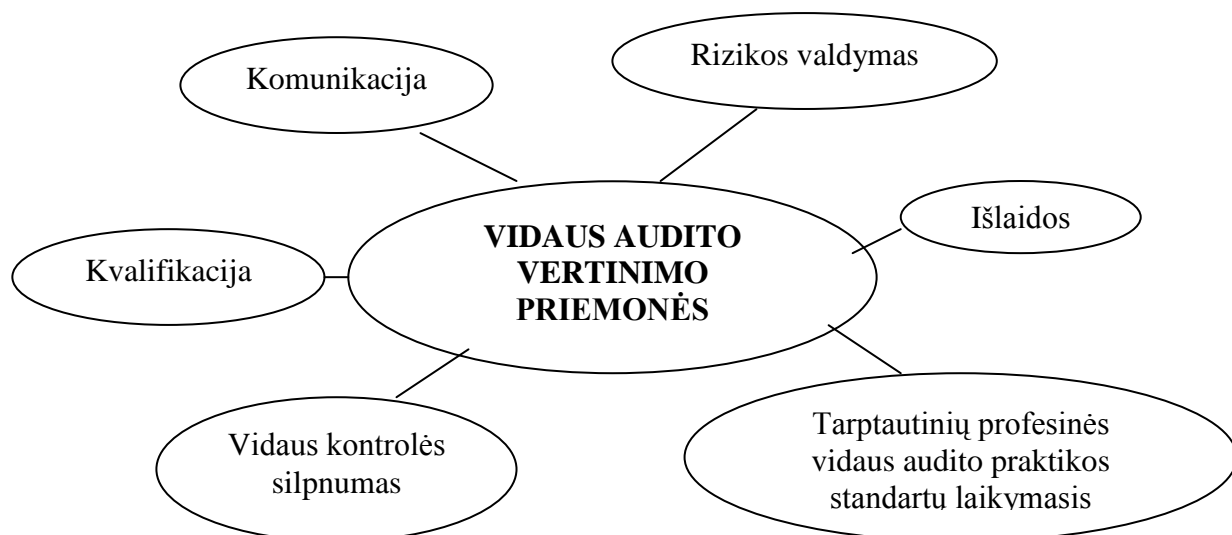 Komunikacija
Rizikos valdymas
Išlaidos
VIDAUS AUDITO
VERTINIMO
PRIEMONĖS
Kvalifikacija
Vidaus kontrolės
silpnumas
Tarptautinių profesinės
vidaus audito praktikos
standartų laikymasis